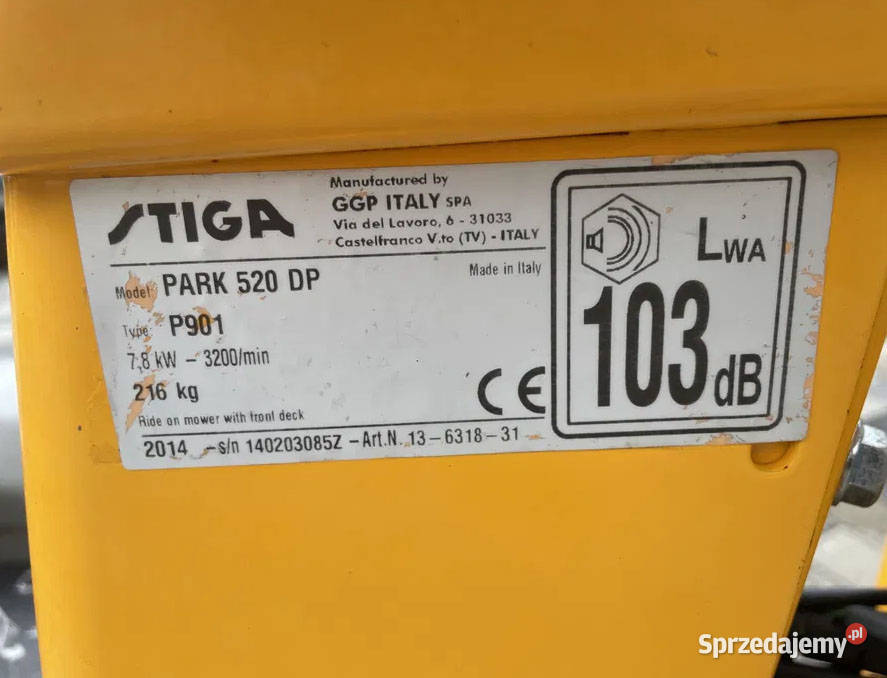 STIGA
Manufactured by
GGP ITALY SPA
Via del Lavoro, 6 - 31033
Castelfranco V.to (TV) - ITALY
Model: PARK 520 DP
Made in Italy
Type: P901
7,8 kW - 3200/min
216 kg
CE
Ride on mower with front deck
2014 -s/n 140203085Z -Art.N. 13-6318-31
LWA
103 dB
Sprzedajemy.pl